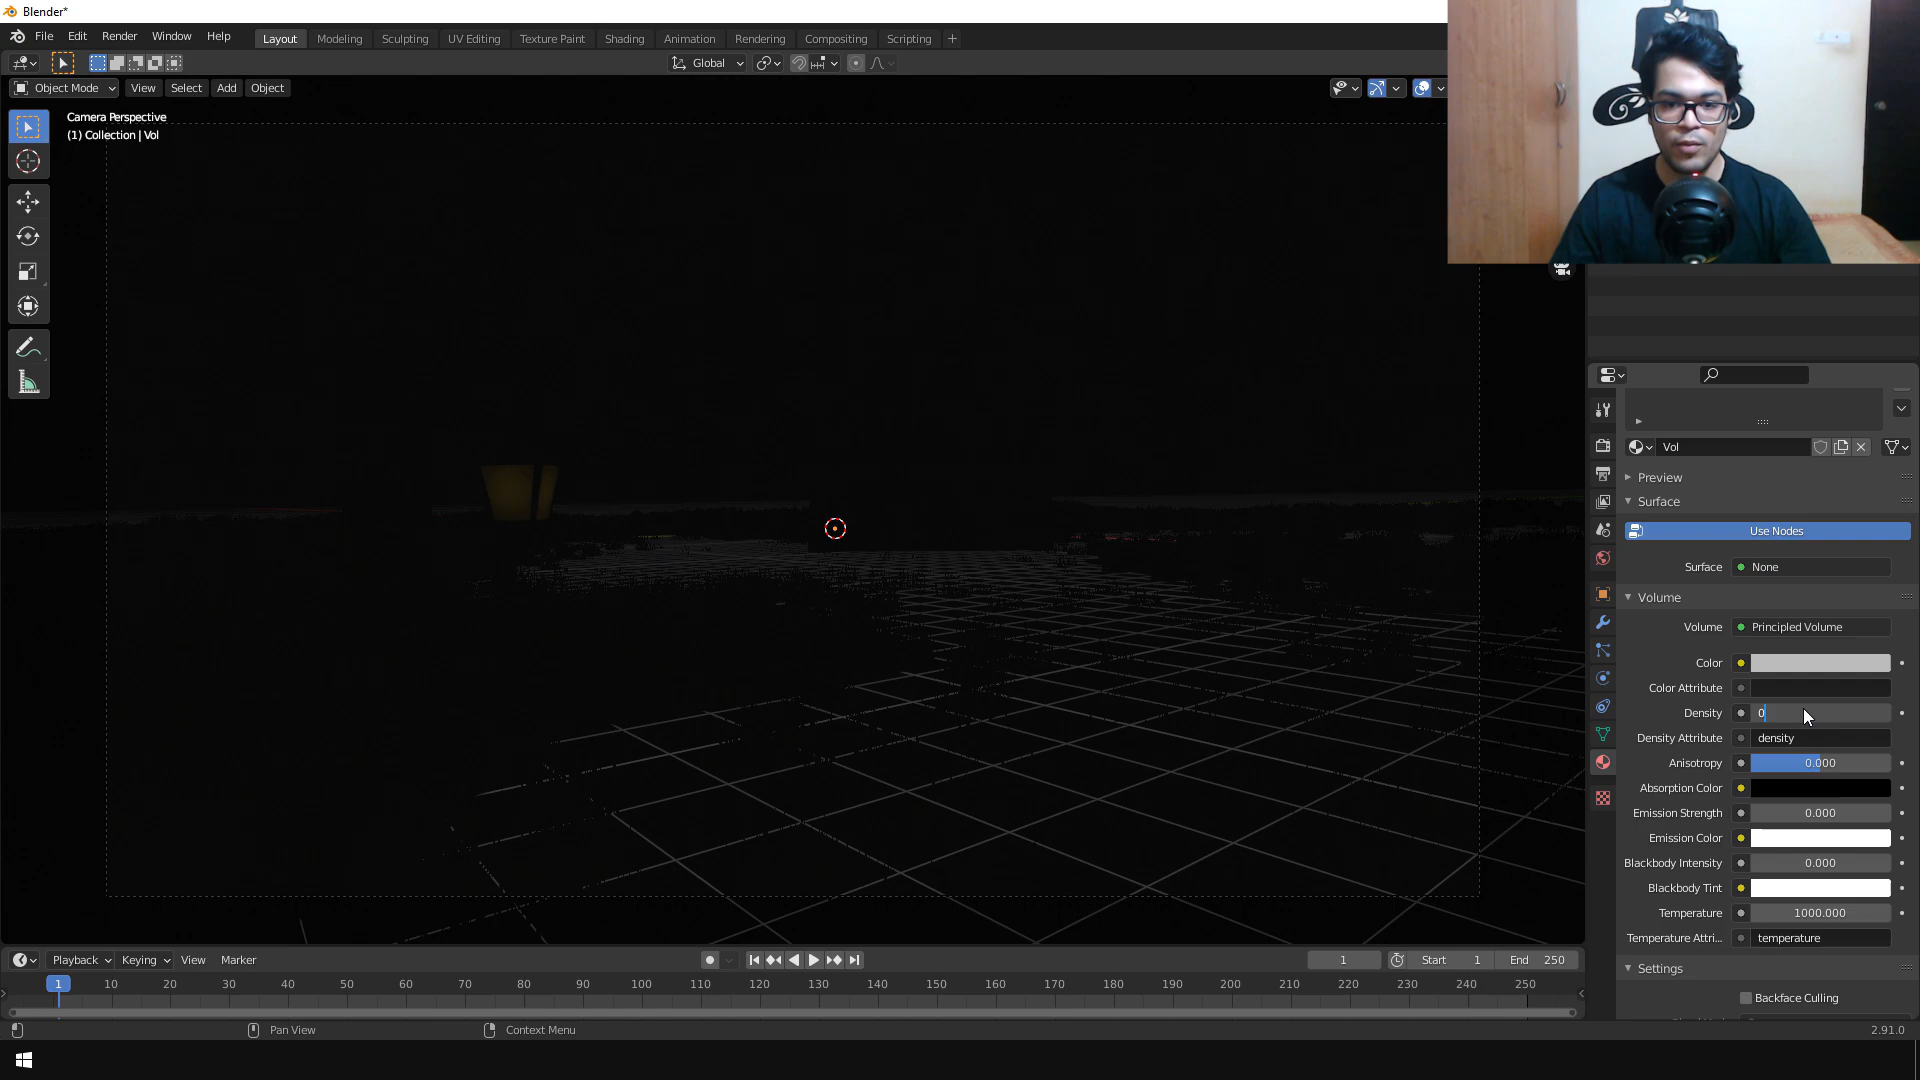 Blender*
File Edit Render Window Help
Layout Modeling Sculpting UV Editing Texture Paint Shading Animation Rendering Compositing Scripting +
Global
Object Mode View Select Add Object
Camera Perspective
(1) Collection | Vol
Vol
Preview
Surface
Use Nodes
Surface None
Volume
Volume Principled Volume
Color
Color Attribute
Density 0
Density Attribute density
Anisotropy 0.000
Absorption Color
Emission Strength 0.000
Emission Color
Blackbody Intensity 0.000
Blackbody Tint
Temperature 1000.000
Temperature Attri... temperature
Settings
Backface Culling
Playback Keying View Marker 1 Start 1 End 250
1 10 20 30 40 50 60 70 80 90 100 110 120 130 140 150 160 170 180 190 200 210 220 230 240 250
Pan View Context Menu 2.91.0